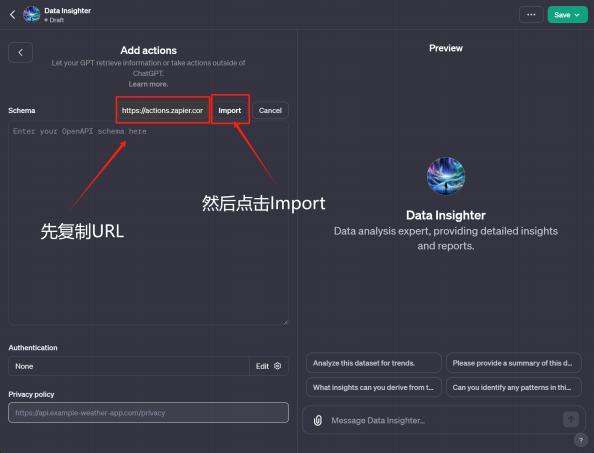 Data Insighter
Draft
...
Save
Add actions
Let your GPT retrieve information or take actions outside of
ChatGPT.
Learn more.
Schema
https://actions.zapier.cor
Import
Cancel
Enter your OpenAPI schema here
先复制URL
然后点击Import
Authentication
None
Edit
Privacy policy
https://api.example-weather-app.com/privacy
Preview
Data Insighter
Data analysis expert, providing detailed insights
and reports.
Analyze this dataset for trends.
Please provide a summary of this d...
What insights can you derive from t...
Can you identify any patterns in thi...
Message Data Insighter...
?